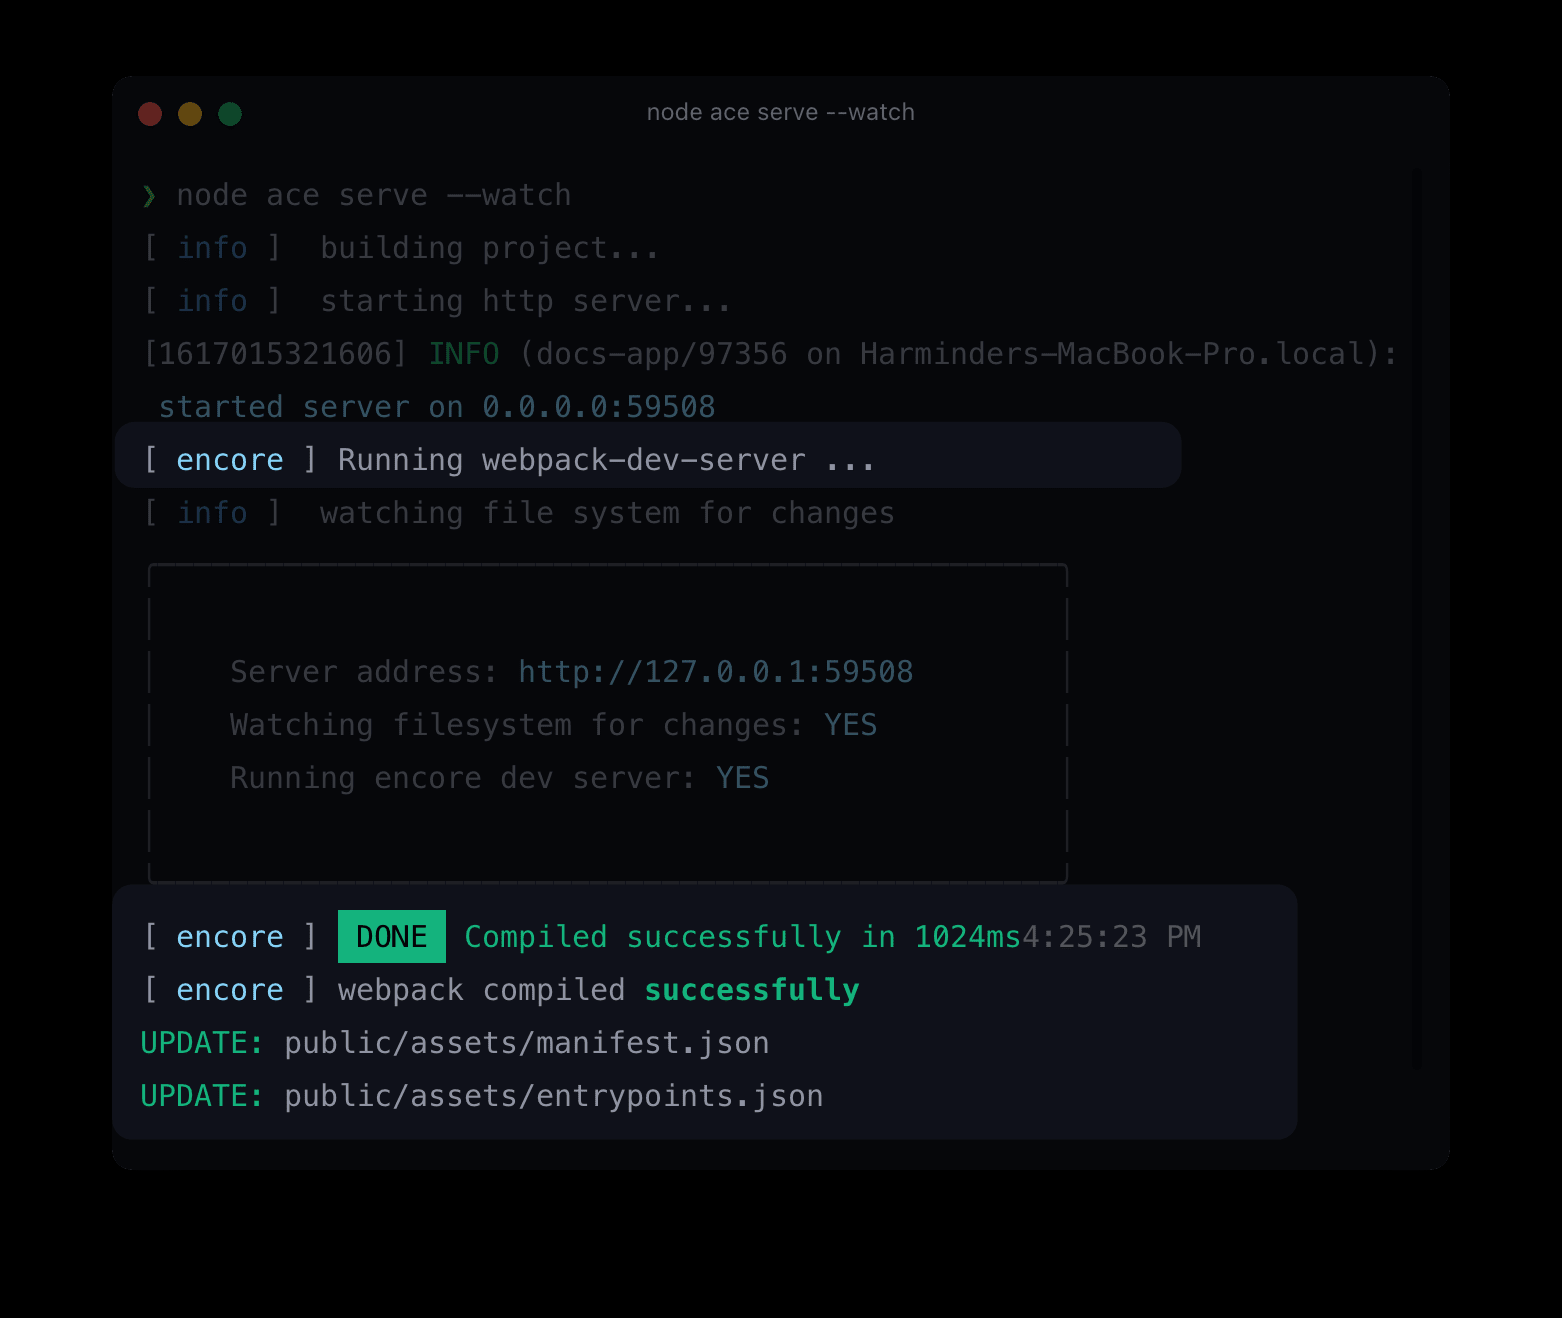 node ace serve --watch
❯ node ace serve --watch
[ info ]  building project...
[ info ]  starting http server...
[1617015321606] INFO (docs-app/97356 on Harminders-MacBook-Pro.local):
started server on 0.0.0.0:59508
[ encore ] Running webpack-dev-server ...
[ info ]  watching file system for changes
Server address: http://127.0.0.1:59508
Watching filesystem for changes: YES
Running encore dev server: YES
[ encore ] DONE Compiled successfully in 1024ms4:25:23 PM
[ encore ] webpack compiled successfully
UPDATE: public/assets/manifest.json
UPDATE: public/assets/entrypoints.json